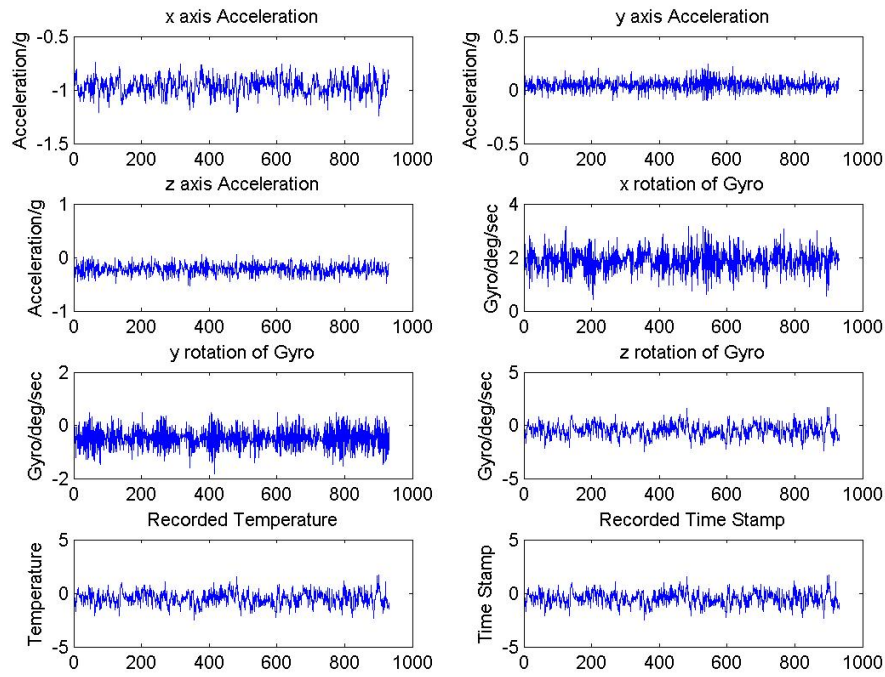 x axis Acceleration
y axis Acceleration
-0.5
-1
-1.5
Acceleration/g
0 200 400 600 800 1000
0.5
0
-0.5
Acceleration/g
0 200 400 600 800 1000
z axis Acceleration
x rotation of Gyro
1
0
-1
Acceleration/g
0 200 400 600 800 1000
4
2
0
Gyro/deg/sec
0 200 400 600 800 1000
y rotation of Gyro
z rotation of Gyro
2
0
-2
Gyro/deg/sec
0 200 400 600 800 1000
5
0
-5
Gyro/deg/sec
0 200 400 600 800 1000
Recorded Temperature
Recorded Time Stamp
5
0
-5
Temperature
0 200 400 600 800 1000
5
0
-5
Time Stamp
0 200 400 600 800 1000